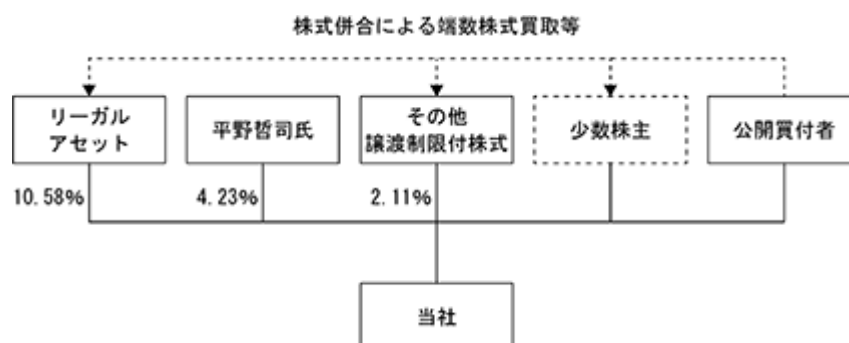 株式併合による端数株式買取等
リーガル
アセット
平野哲司氏
その他
譲渡制限付株式
少数株主
公開買付者
10.58%
4.23%
2.11%
当社